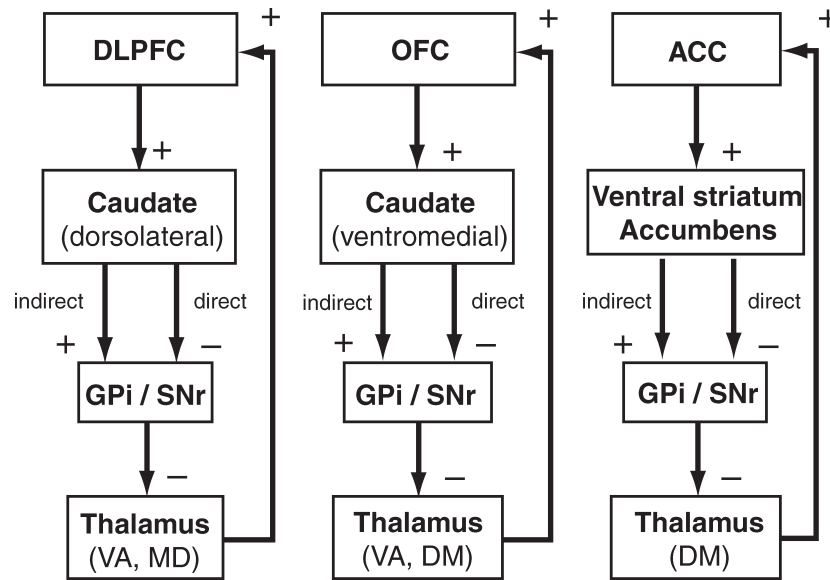 +
DLPFC
+
Caudate
(dorsolateral)
indirect
direct
+
−
GPi / SNr
−
Thalamus
(VA, MD)
+
OFC
+
Caudate
(ventromedial)
indirect
direct
+
−
GPi / SNr
−
Thalamus
(VA, DM)
+
ACC
+
Ventral striatum
Accumbens
indirect
direct
+
−
GPi / SNr
−
Thalamus
(DM)